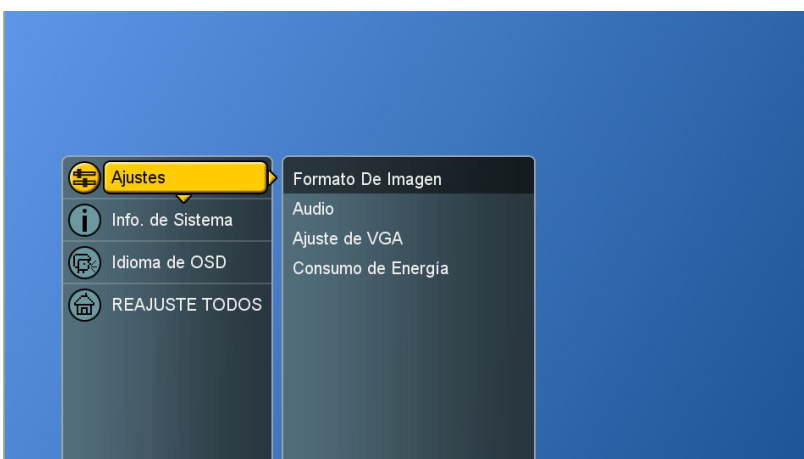 Ajustes
Info. de Sistema
Idioma de OSD
REAJUSTE TODOS
Formato De Imagen
Audio
Ajuste de VGA
Consumo de Energía